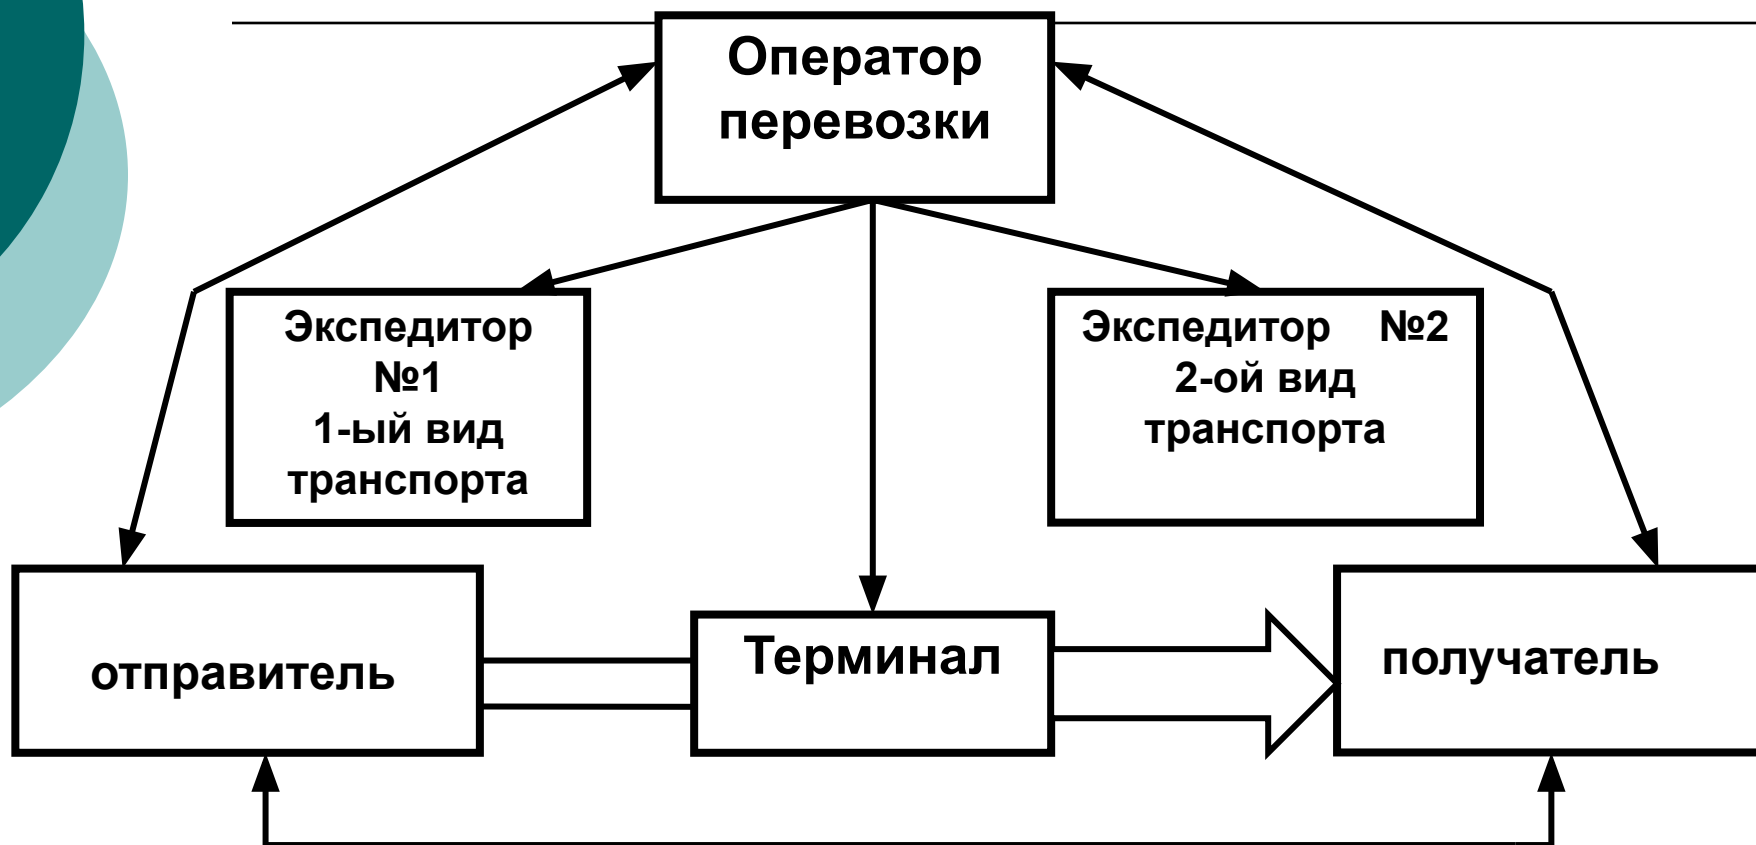 Оператор
перевозки
Экспедитор
№1
1-ый вид
транспорта
Экспедитор №2
2-ой вид
транспорта
отправитель
Терминал
получатель